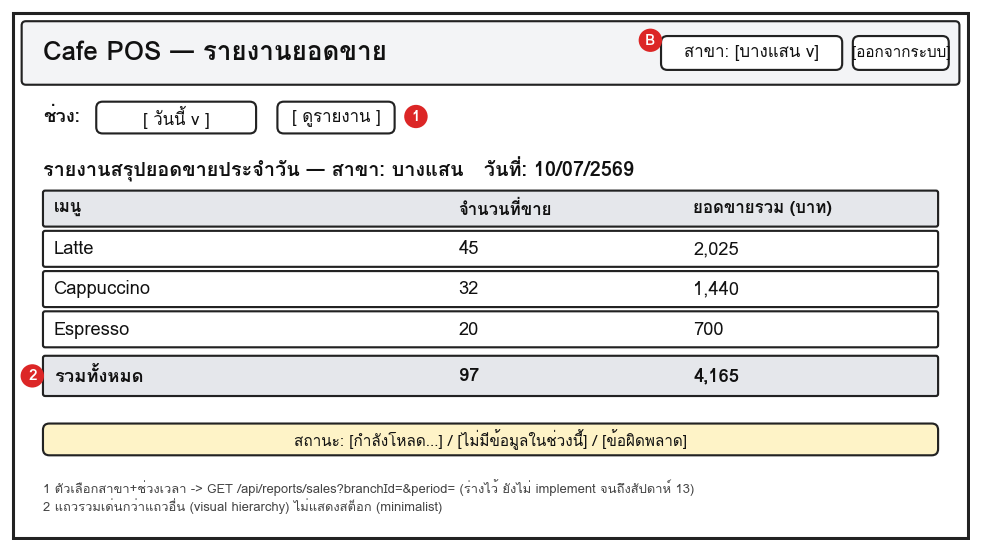 Cafe POS — รายงานยอดขาย
B สาขา: [บางแสน v] [ออกจากระบบ]
ช่วง: [ วันนี้ v ] [ ดูรายงาน ] 1
รายงานสรุปยอดขายประจำวัน — สาขา: บางแสน วันที่: 10/07/2569
เมนู จำนวนที่ขาย ยอดขายรวม (บาท)
Latte 45 2,025
Cappuccino 32 1,440
Espresso 20 700
2 รวมทั้งหมด 97 4,165
สถานะ: [กำลังโหลด...] / [ไม่มีข้อมูลในช่วงนี้] / [ข้อผิดพลาด]
1 ตัวเลือกสาขา+ช่วงเวลา -> GET /api/reports/sales?branchId=&period= (ร่างไว้ ยังไม่ implement จนถึงสัปดาห์ 13)
2 แถวรวมเด่นกว่าแถวอื่น (visual hierarchy) ไม่แสดงสต็อก (minimalist)